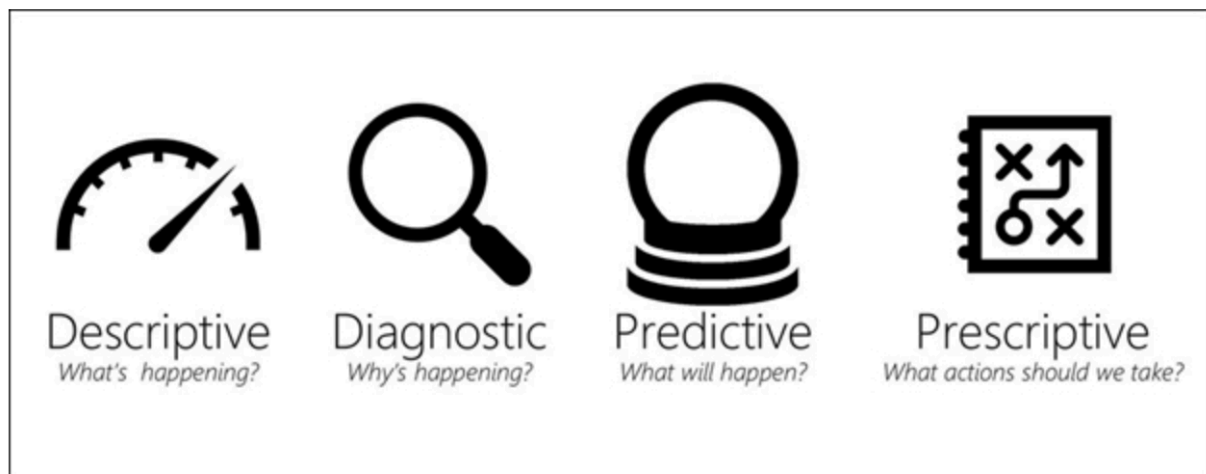 Descriptive
What's happening?
Diagnostic
Why's happening?
Predictive
What will happen?
Prescriptive
What actions should we take?